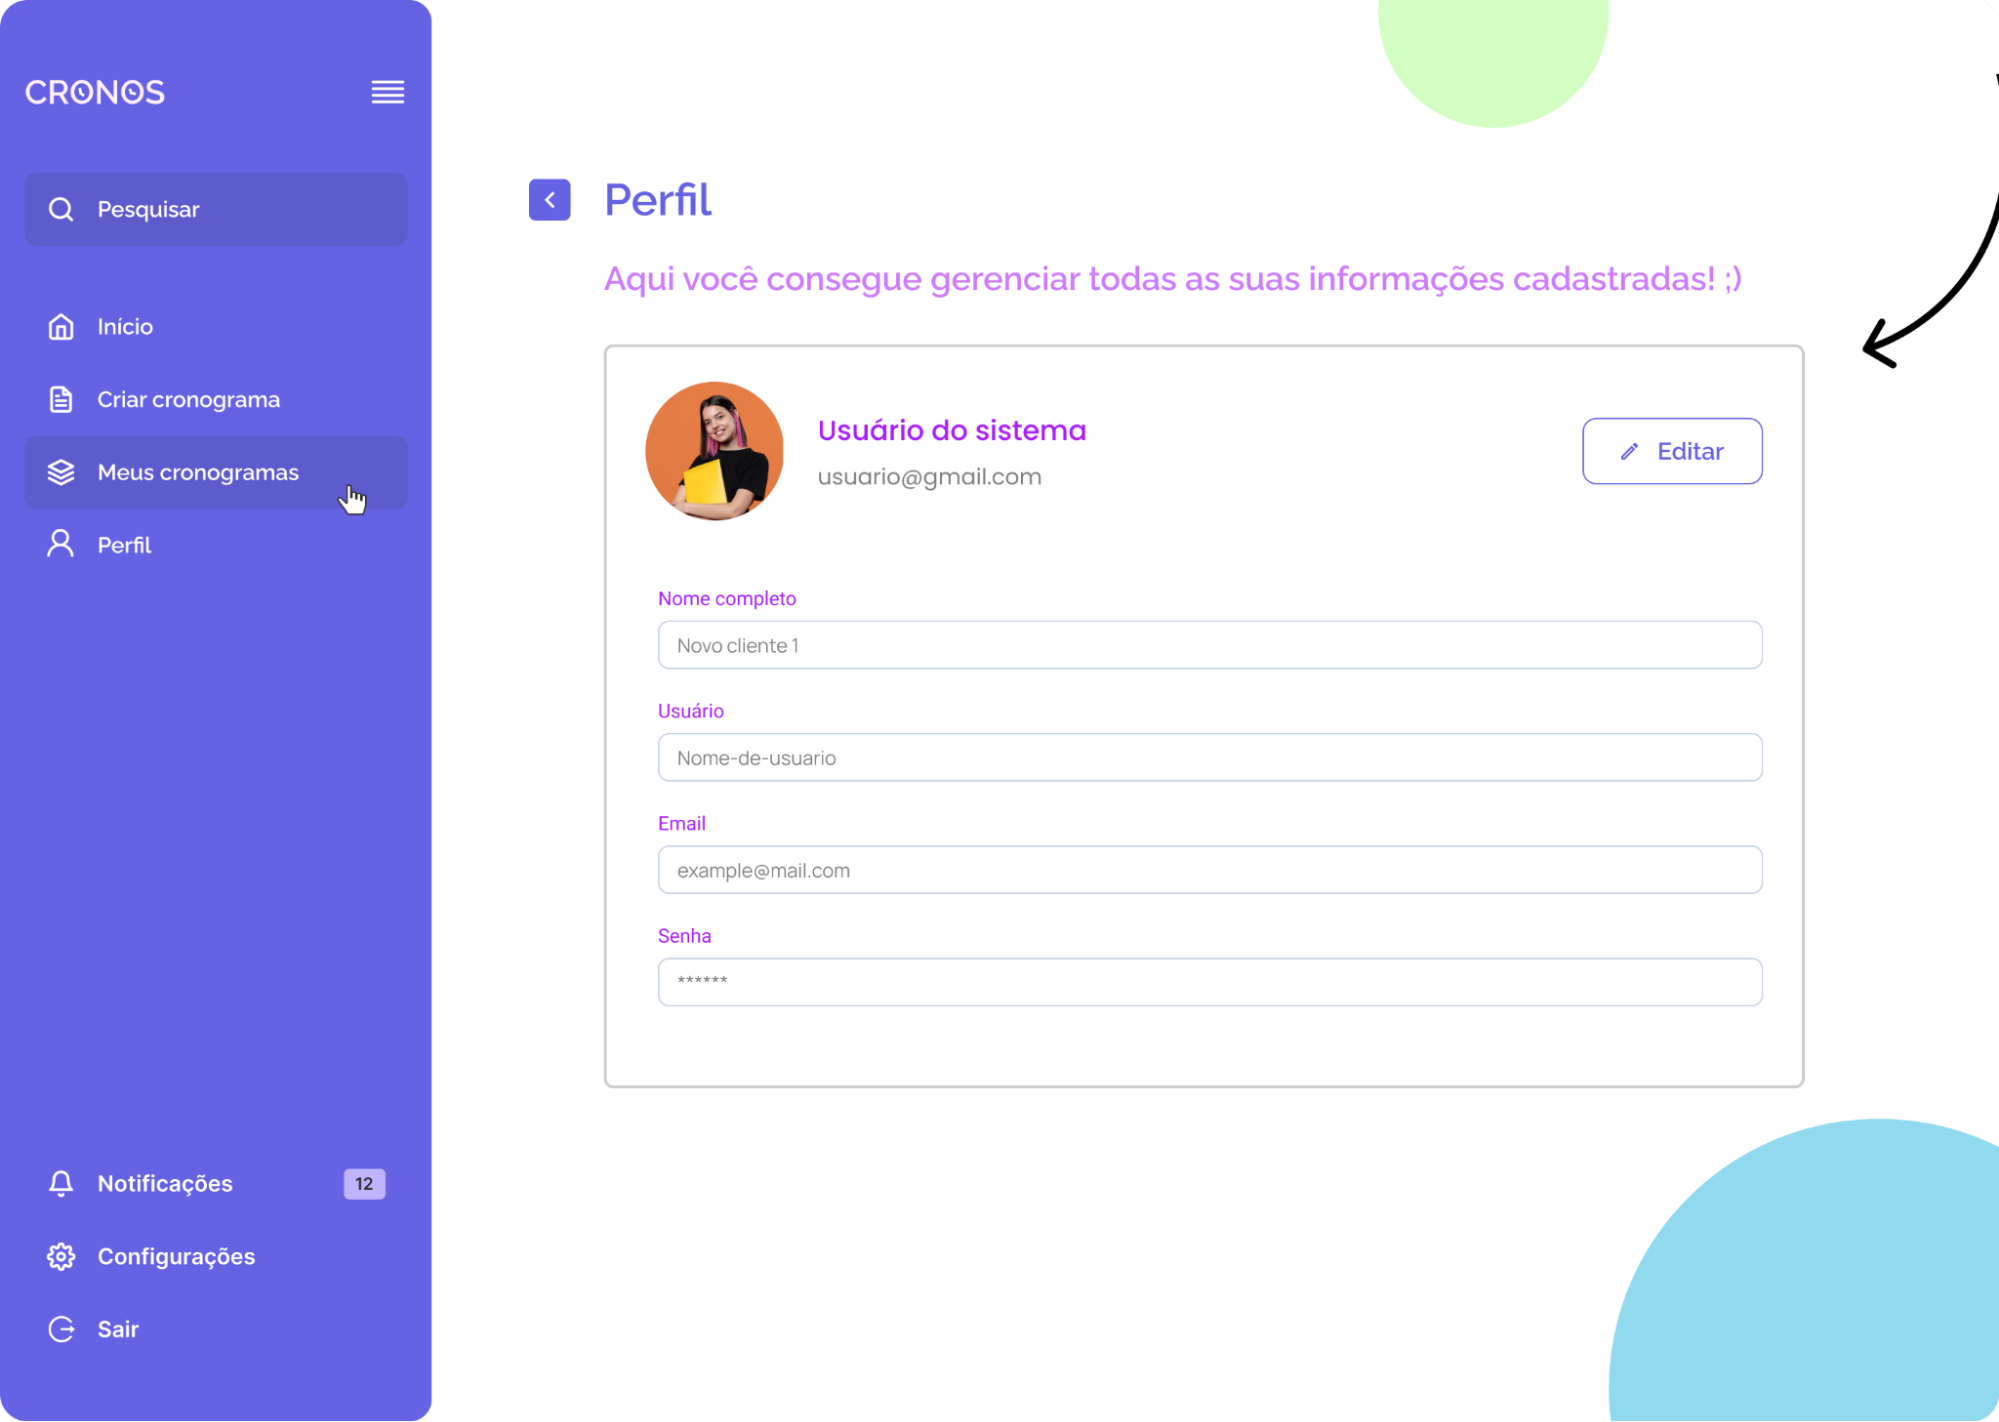 CRONOS
Pesquisar
Início
Criar cronograma
Meus cronogramas
Perfil
Notificações
12
Configurações
Sair
Perfil
Aqui você consegue gerenciar todas as suas informações cadastradas! ;)
Usuário do sistema
usuario@gmail.com
Editar
Nome completo
Novo cliente 1
Usuário
Nome-de-usuario
Email
example@mail.com
Senha
******